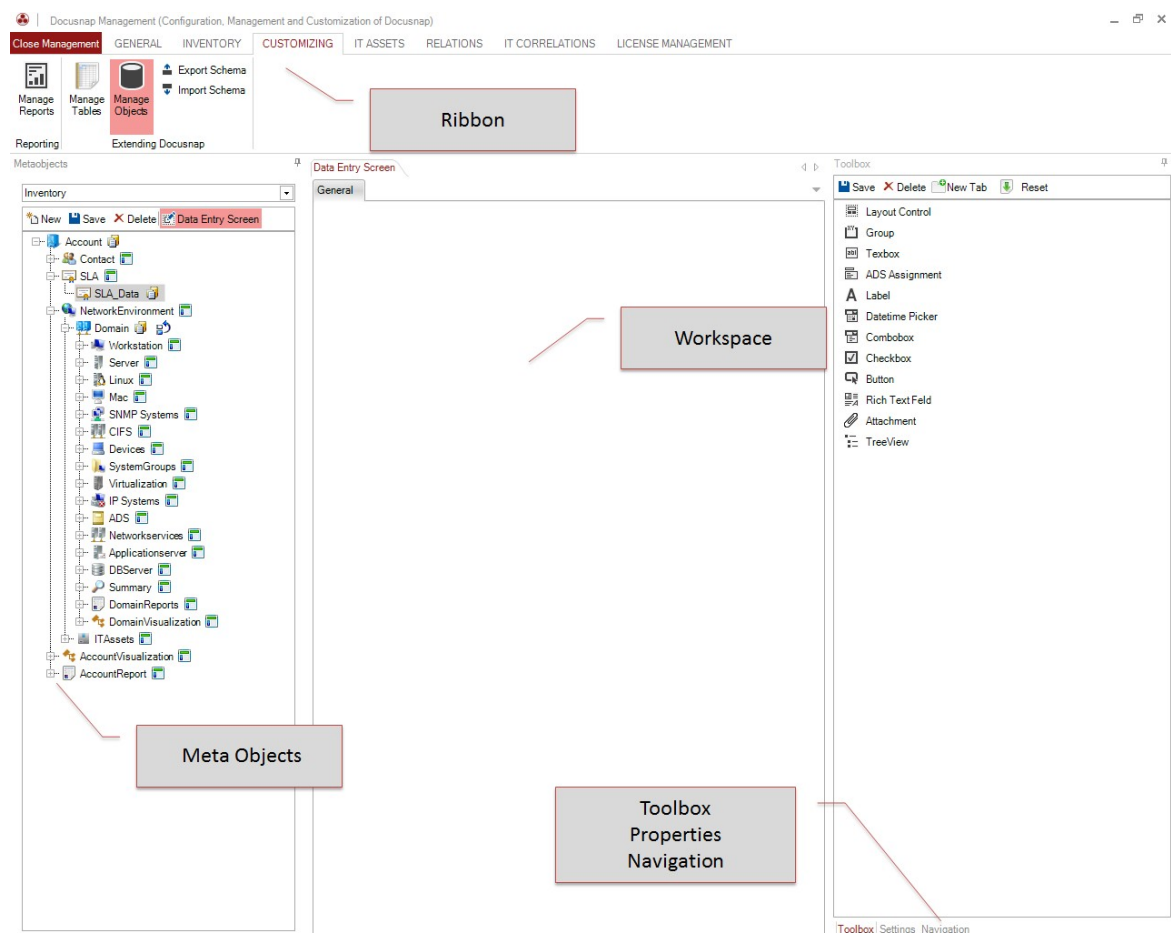 Docusnap Management (Configuration, Management and Customization of Docusnap)
Close Management GENERAL INVENTORY CUSTOMIZING IT ASSETS RELATIONS IT CORRELATIONS LICENSE MANAGEMENT
Manage Reports
Manage Tables
Manage Objects
Export Schema
Import Schema
Reporting
Extending Docusnap
Ribbon
Metaobjects
Inventory
New Save Delete Data Entry Screen
Account
Contact
SLA
SLA_Data
NetworkEnvironment
Domain
Workstation
Server
Linux
Mac
SNMP Systems
CIFS
Devices
SystemGroups
Virtualization
IP Systems
ADS
Networkservices
Applicationserver
DBServer
Summary
DomainReports
DomainVisualization
ITAssets
AccountVisualization
AccountReport
Meta Objects
Data Entry Screen
General
Workspace
Toolbox
Properties
Navigation
Toolbox
Save Delete New Tab Reset
Layout Control
Group
Texbox
ADS Assignment
Label
Datetime Picker
Combobox
Checkbox
Button
Rich Text Feld
Attachment
TreeView
Toolbox Settings Navigation